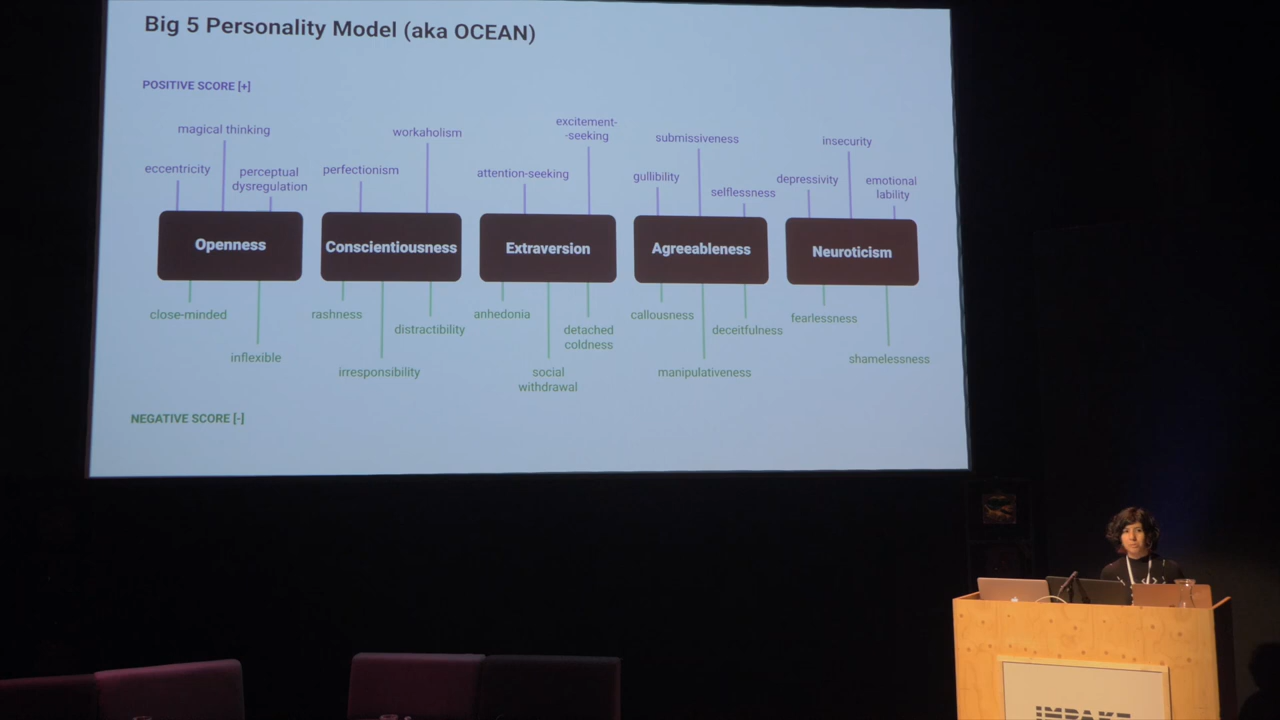 Big 5 Personality Model (aka OCEAN)
POSITIVE SCORE [+]
magical thinking
eccentricity
perceptual
dysregulation
workaholism
perfectionism
excitement-
-seeking
attention-seeking
submissiveness
gullibility
selflessness
insecurity
depressivity
emotional
lability
Openness
Conscientiousness
Extraversion
Agreeableness
Neuroticism
close-minded
inflexible
rashness
distractibility
irresponsibility
anhedonia
detached
coldness
social
withdrawal
callousness
deceitfulness
manipulativeness
fearlessness
shamelessness
NEGATIVE SCORE [-]
IMPAKT